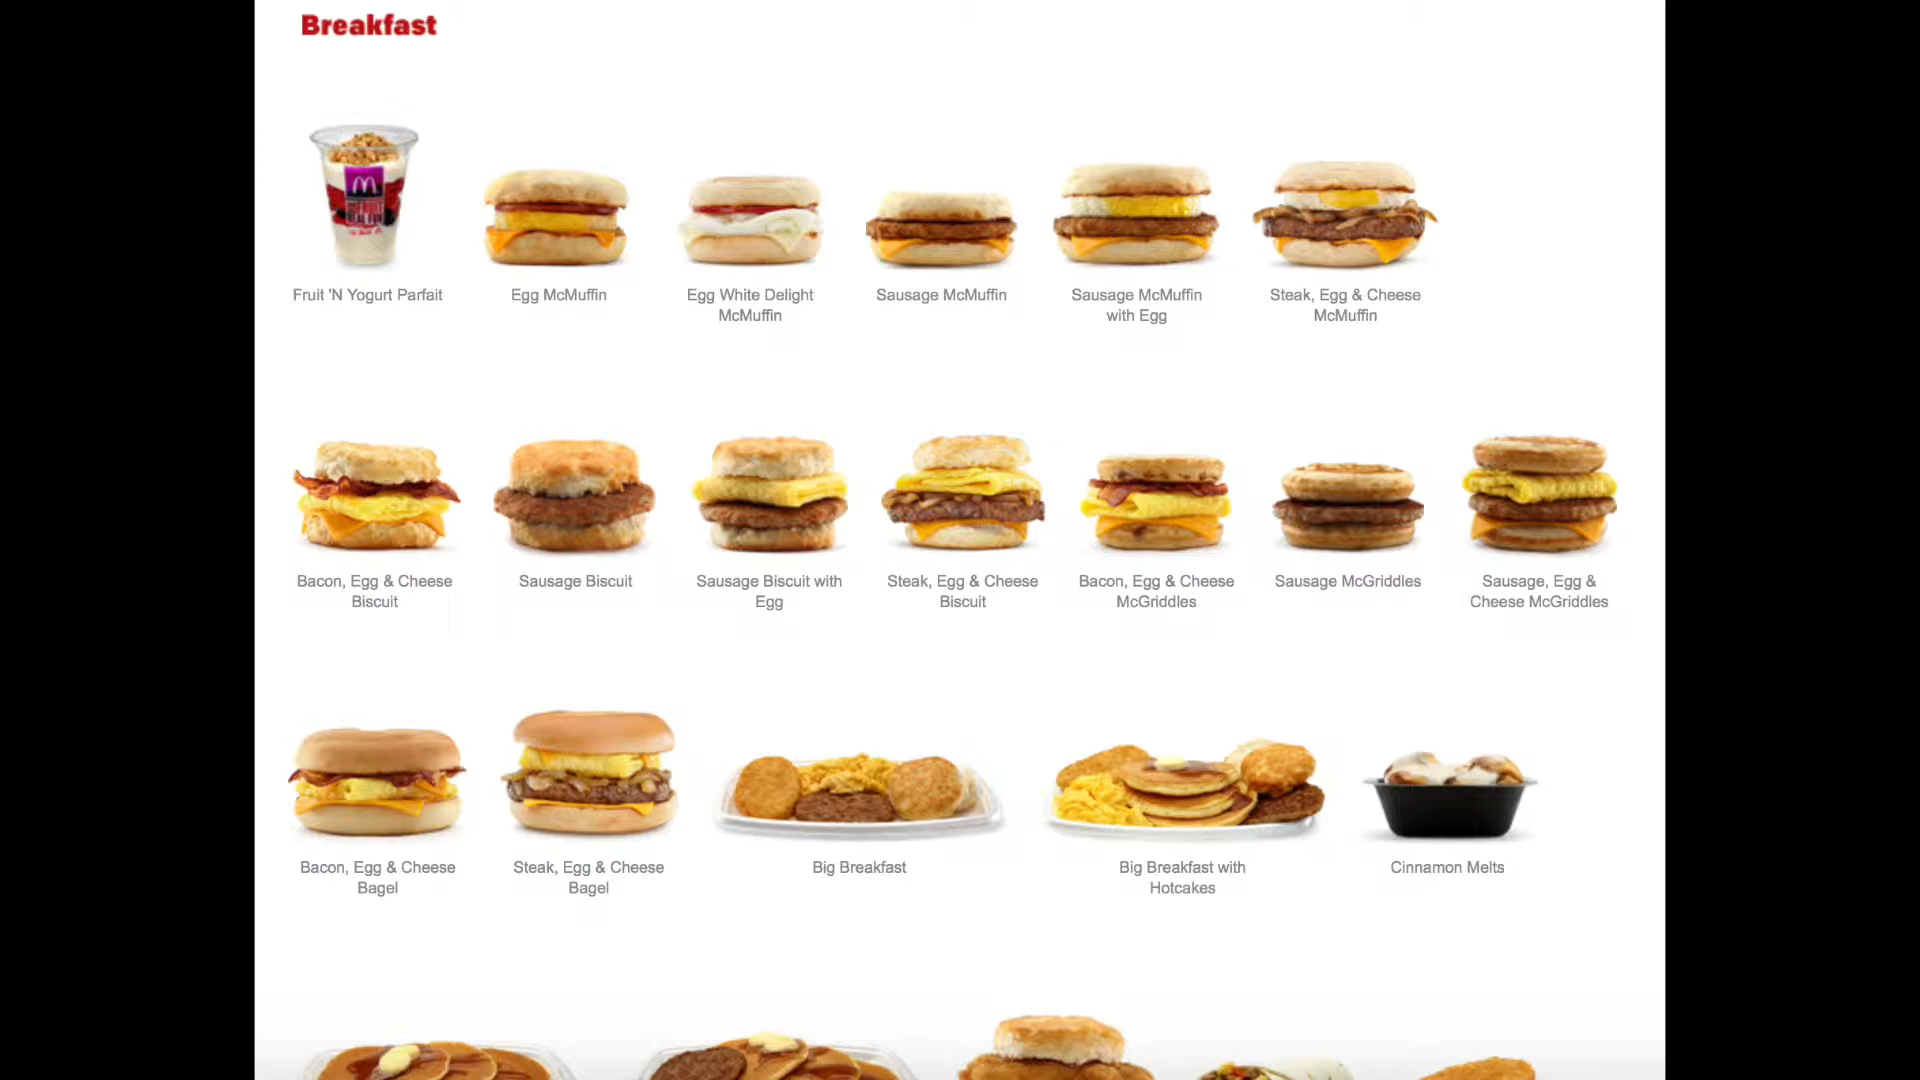 Breakfast
Fruit 'N Yogurt Parfait
Egg McMuffin
Egg White Delight
McMuffin
Sausage McMuffin
Sausage McMuffin
with Egg
Steak, Egg & Cheese
McMuffin
Bacon, Egg & Cheese
Biscuit
Sausage Biscuit
Sausage Biscuit with
Egg
Steak, Egg & Cheese
Biscuit
Bacon, Egg & Cheese
McGriddles
Sausage McGriddles
Sausage, Egg &
Cheese McGriddles
Bacon, Egg & Cheese
Bagel
Steak, Egg & Cheese
Bagel
Big Breakfast
Big Breakfast with
Hotcakes
Cinnamon Melts